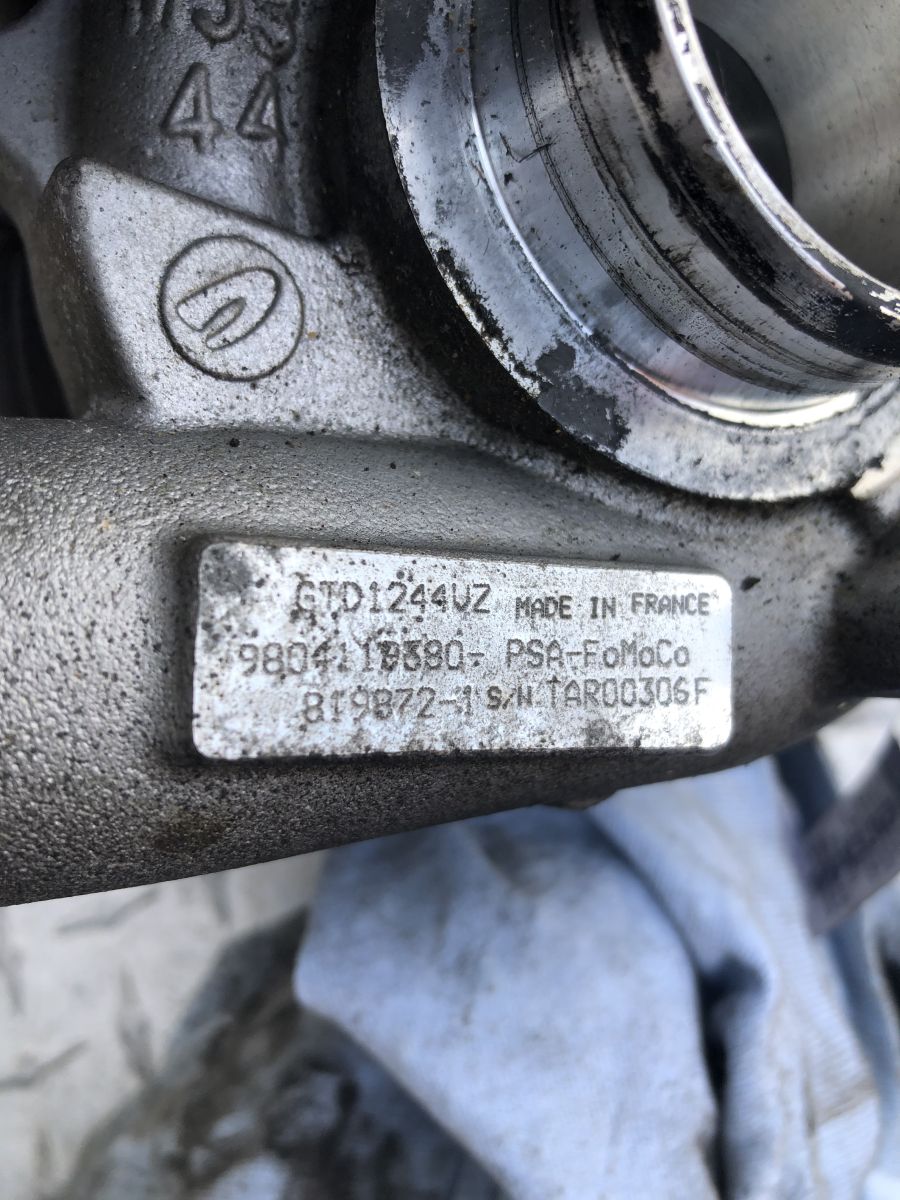 44
GTD1244VZ MADE IN FRANCE
9804119380- PSA-FoMoCo
819872-1 S/N TAR00306F